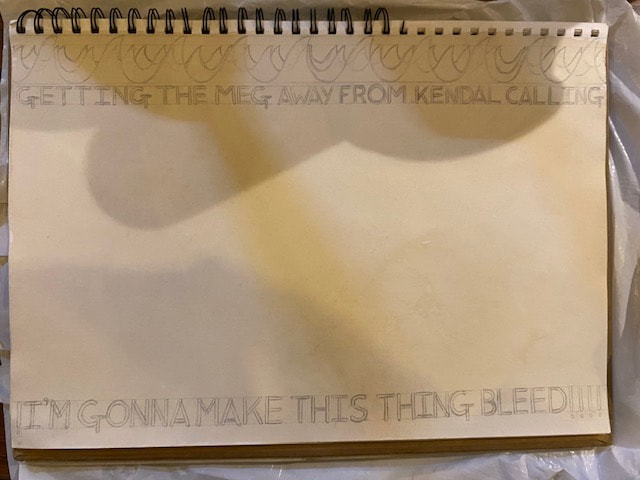 GETTING THE MEG AWAY FROM KENDAL CALLING
!I'M GONNA MAKE THIS THING BLEED!!!!